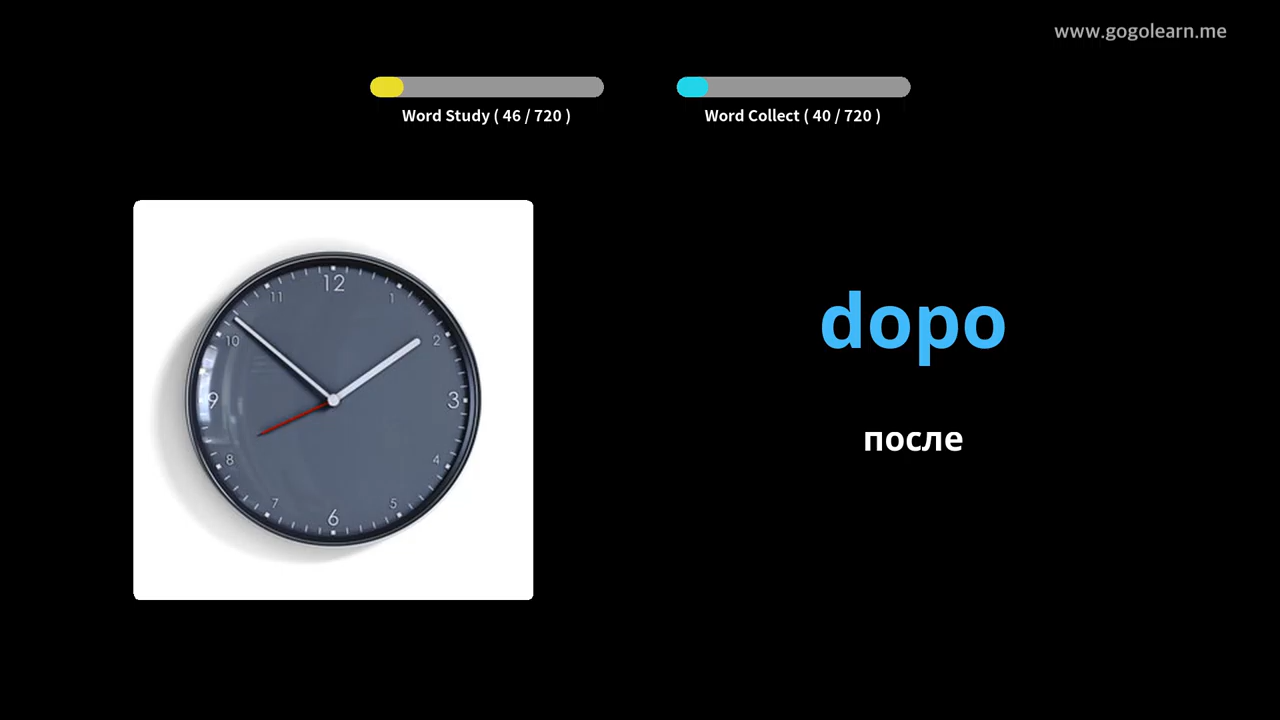 www.gogolearn.me
Word Study ( 46 / 720 )
Word Collect ( 40 / 720 )
12
11
1
10
2
9
3
8
4
7
5
6
dopo
после